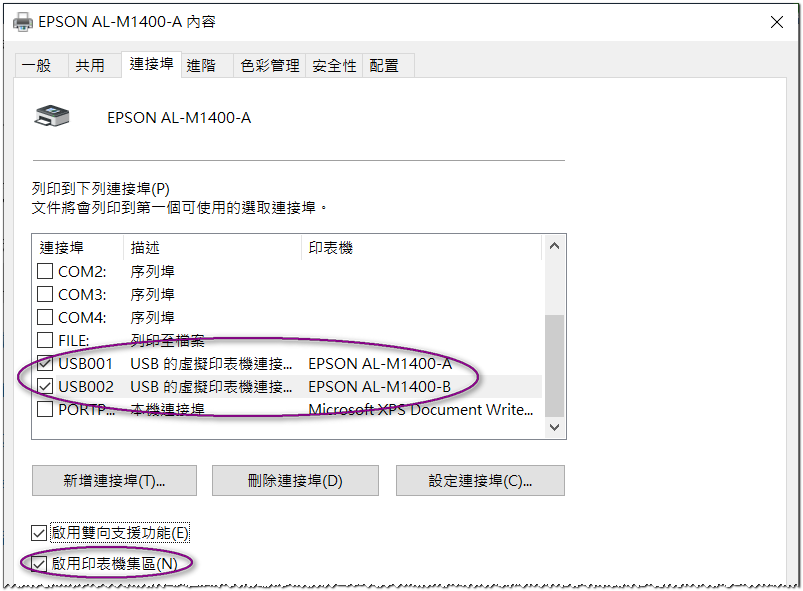 EPSON AL-M1400-A 內容
一般 共用 連接埠 進階 色彩管理 安全性 配置
EPSON AL-M1400-A
列印到下列連接埠(P)
文件將會列印到第一個可使用的選取連接埠。
連接埠 描述 印表機
COM2: 序列埠
COM3: 序列埠
COM4: 序列埠
FILE: 列印至檔案
USB001 USB 的虛擬印表機連接... EPSON AL-M1400-A
USB002 USB 的虛擬印表機連接... EPSON AL-M1400-B
PORTP... 本機連接埠 Microsoft XPS Document Write...
新增連接埠(T)... 刪除連接埠(D) 設定連接埠(C)...
啟用雙向支援功能(E)
啟用印表機集區(N)